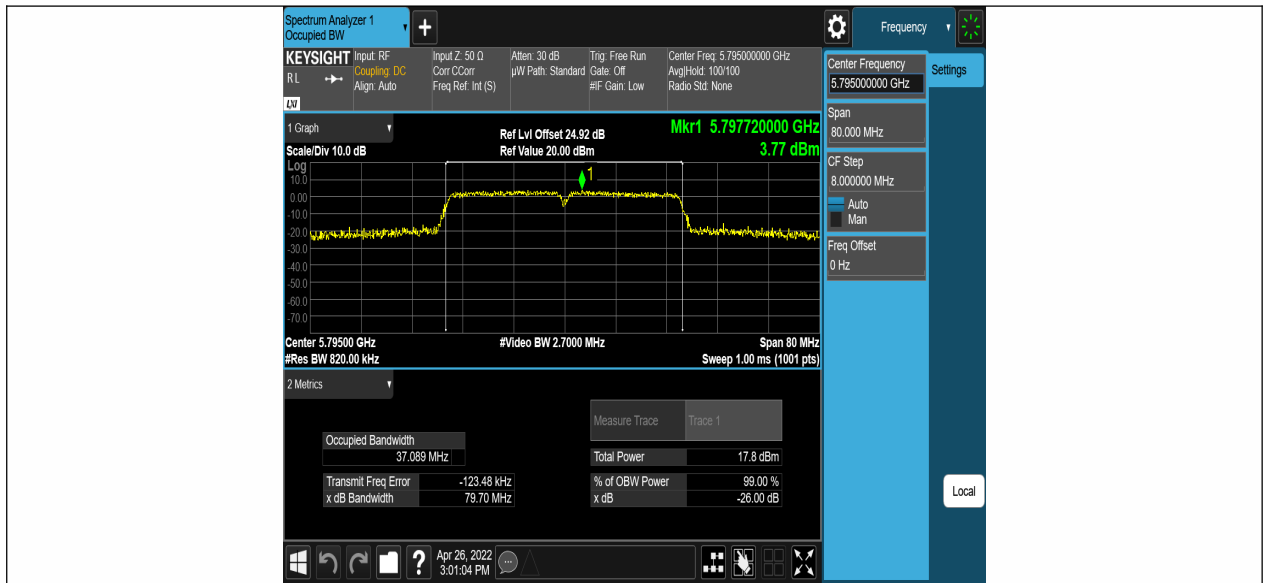 Spectrum Analyzer 1
Occupied BW
+
Frequency
KEYSIGHT
RL
LXI
Input: RF
Coupling: DC
Align: Auto
Input Z: 50 Ω
Corr CCorr
Freq Ref: Int (S)
Atten: 30 dB
µW Path: Standard
Trig: Free Run
Gate: Off
#IF Gain: Low
Center Freq: 5.795000000 GHz
Avg|Hold: 100/100
Radio Std: None
Center Frequency
5.795000000 GHz
Settings
Span
80.000 MHz
CF Step
8.000000 MHz
Auto
Man
Freq Offset
0 Hz
Local
1 Graph
Scale/Div 10.0 dB
Ref Lvl Offset 24.92 dB
Ref Value 20.00 dBm
Mkr1 5.797720000 GHz
3.77 dBm
Log
10.0
0.00
-10.0
-20.0
-30.0
-40.0
-50.0
-60.0
-70.0
1
Center 5.79500 GHz
#Res BW 820.00 kHz
#Video BW 2.7000 MHz
Span 80 MHz
Sweep 1.00 ms (1001 pts)
2 Metrics
Measure Trace Trace 1
Occupied Bandwidth
37.089 MHz
Total Power 17.8 dBm
Transmit Freq Error -123.48 kHz
x dB Bandwidth 79.70 MHz
% of OBW Power 99.00 %
x dB -26.00 dB
?
Apr 26, 2022
3:01:04 PM